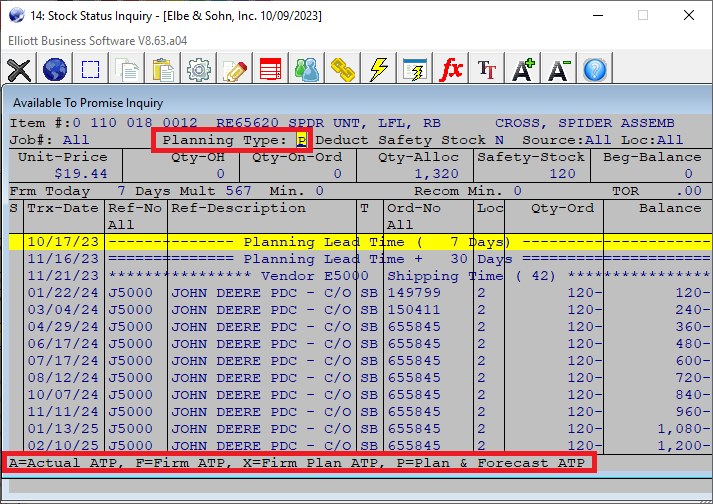 14: Stock Status Inquiry - [Elbe & Sohn, Inc. 10/09/2023]
Elliott Business Software V8.63.a04
fx TT A+ A- ?
Available To Promise Inquiry
Item #:0 110 018 0012 RE65620 SPDR UNT, LFL, RB CROSS, SPIDER ASSEMB
Job#: All Planning Type: P Deduct Safety Stock N Source:All Loc:All
Unit-Price Qty-OH Qty-On-Ord Qty-Alloc Safety-Stock Beg-Balance
$19.44 0 0 1,320 120 0
Frm Today 7 Days Mult 567 Min. 0 Recom Min. 0 TOR .00
S Trx-Date Ref-No Ref-Description T Ord-No Loc Qty-Ord Balance
All All
10/17/23 ------------- Planning Lead Time ( 7 Days) --------------------
11/16/23 ============= Planning Lead Time + 30 Days ====================
11/21/23 **************** Vendor E5000 Shipping Time ( 42) ****************
01/22/24 J5000 JOHN DEERE PDC - C/O SB 149799 2 120- 120-
03/04/24 J5000 JOHN DEERE PDC - C/O SB 150411 2 120- 240-
04/29/24 J5000 JOHN DEERE PDC - C/O SB 655845 2 120- 360-
06/17/24 J5000 JOHN DEERE PDC - C/O SB 655845 2 120- 480-
07/17/24 J5000 JOHN DEERE PDC - C/O SB 655845 2 120- 600-
08/12/24 J5000 JOHN DEERE PDC - C/O SB 655845 2 120- 720-
10/07/24 J5000 JOHN DEERE PDC - C/O SB 655845 2 120- 840-
11/11/24 J5000 JOHN DEERE PDC - C/O SB 655845 2 120- 960-
01/13/25 J5000 JOHN DEERE PDC - C/O SB 655845 2 120- 1,080-
02/10/25 J5000 JOHN DEERE PDC - C/O SB 655845 2 120- 1,200-
A=Actual ATP, F=Firm ATP, X=Firm Plan ATP, P=Plan & Forecast ATP